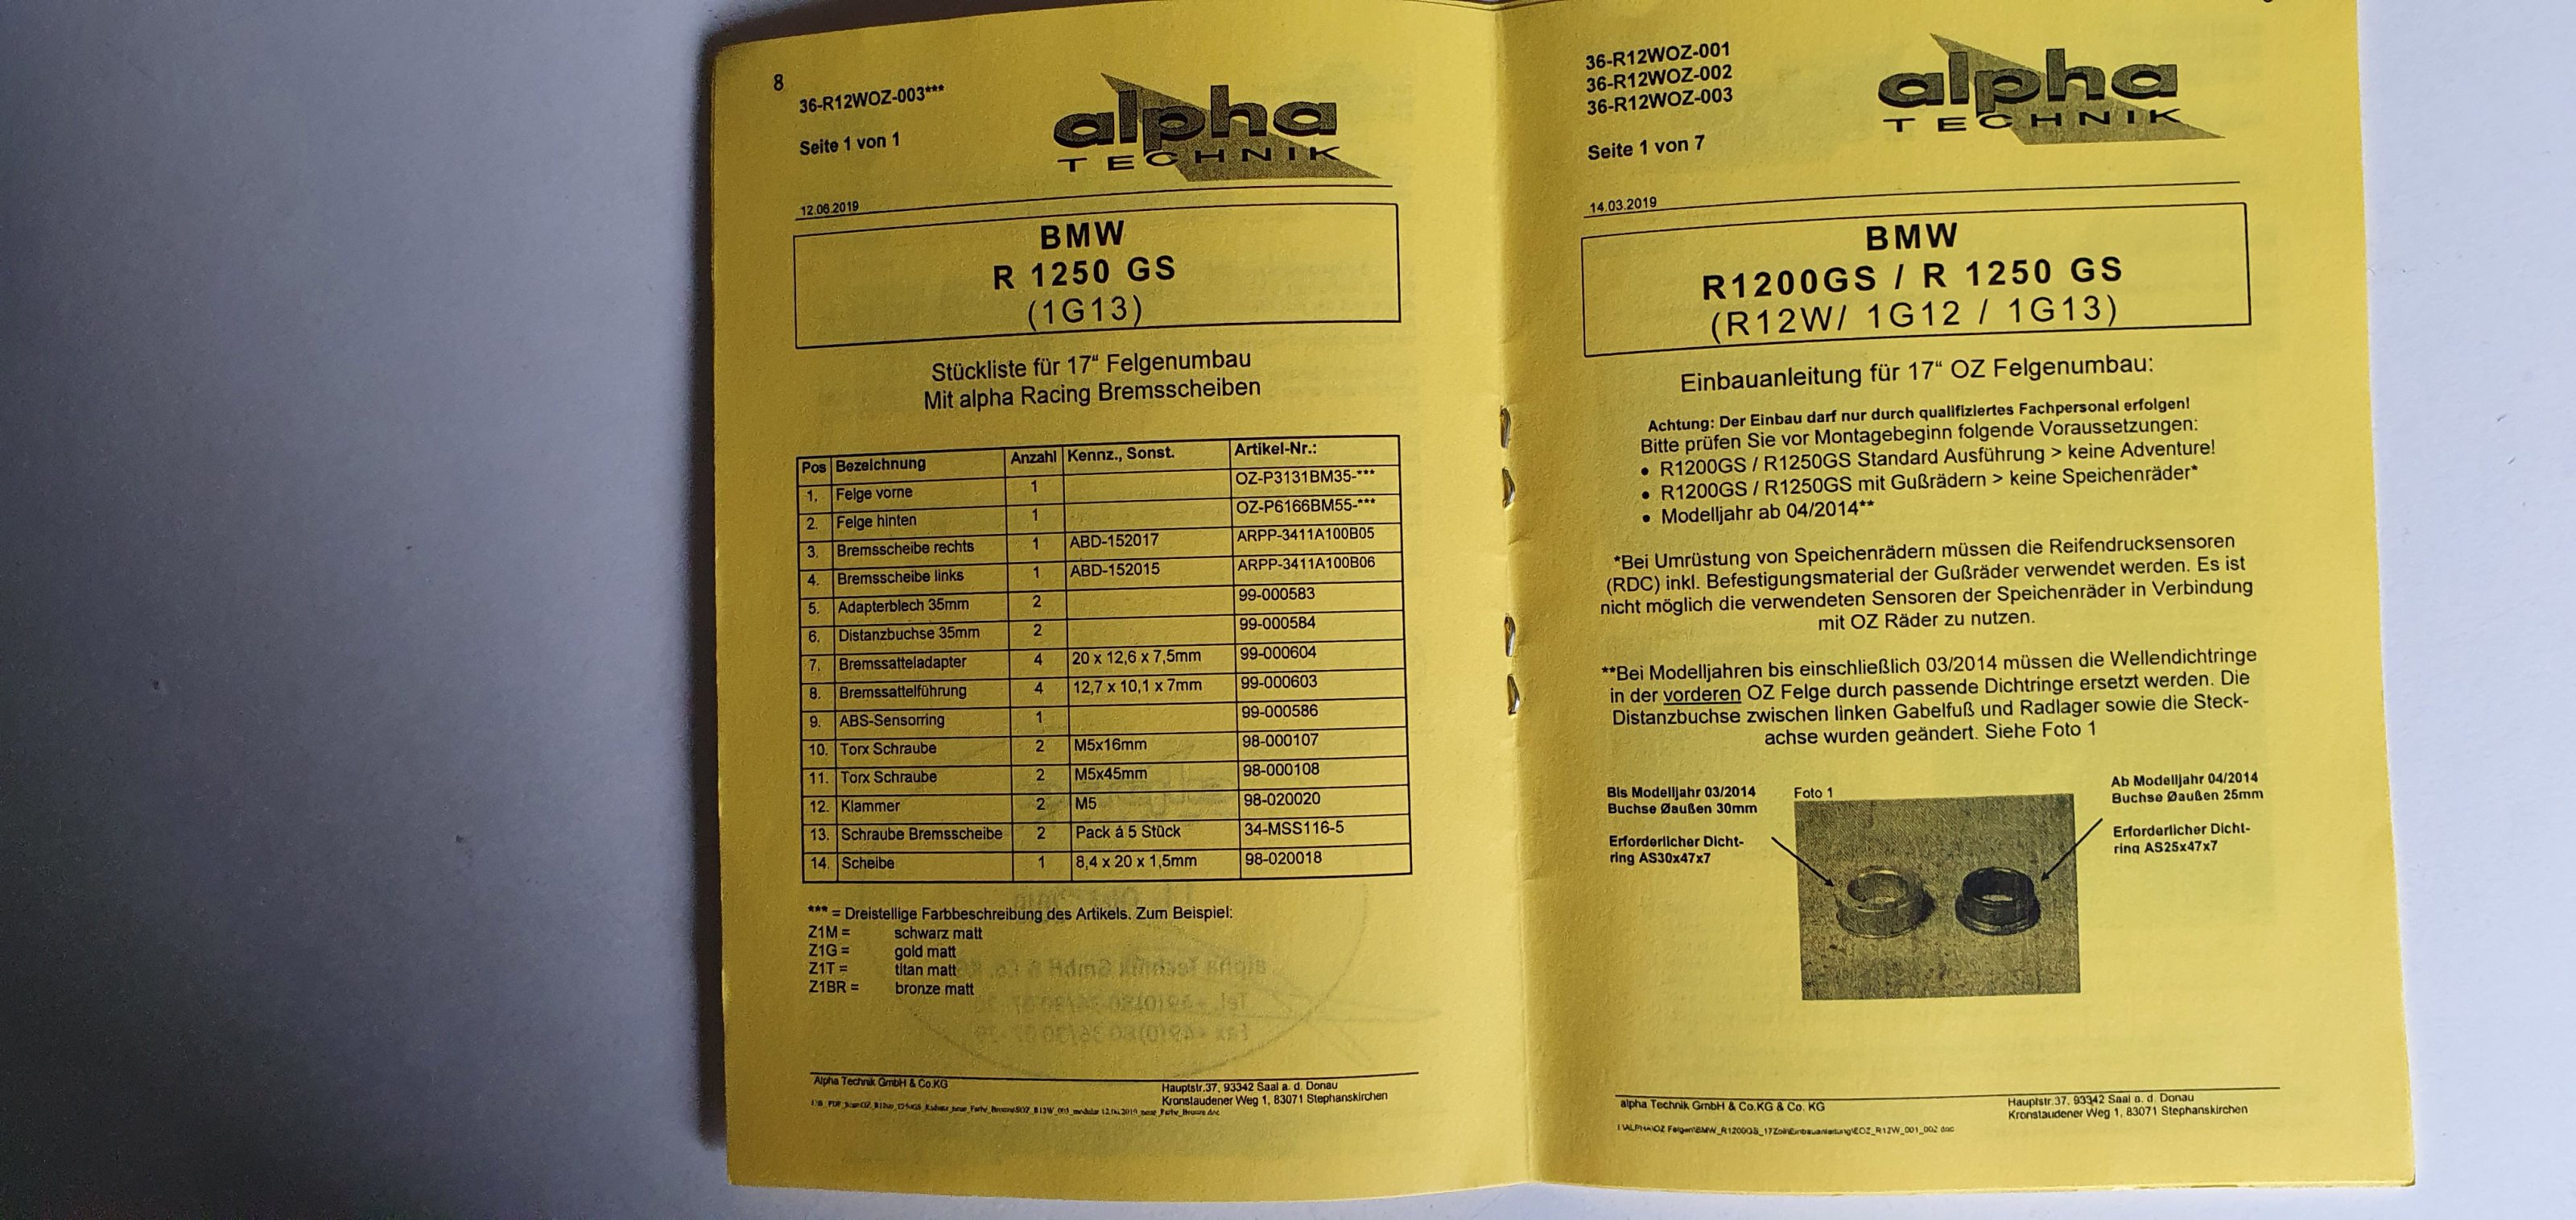 8
36-R12WOZ-003***
Seite 1 von 1
alpha
TECHNIK
12.06.2019
BMW
R 1250 GS
(1G13)
Stückliste für 17“ Felgenumbau
Mit alpha Racing Bremsscheiben
Pos Bezeichnung Anzahl Kennz., Sonst. Artikel-Nr.:
1. Felge vorne 1 OZ-P3131BM35-***
2. Felge hinten 1 OZ-P6166BM55-***
3. Bremsscheibe rechts 1 ABD-152017 ARPP-3411A100B05
4. Bremsscheibe links 1 ABD-152015 ARPP-3411A100B06
5. Adapterblech 35mm 2 99-000583
6. Distanzbuchse 35mm 2 99-000584
7. Bremssatteladapter 4 20 x 12,6 x 7,5mm 99-000604
8. Bremssattelführung 4 12,7 x 10,1 x 7mm 99-000603
9. ABS-Sensorring 1 99-000586
10. Torx Schraube 2 M5x16mm 98-000107
11. Torx Schraube 2 M5x45mm 98-000108
12. Klammer 2 M5 98-020020
13. Schraube Bremsscheibe 2 Pack á 5 Stück 34-MSS116-5
14. Scheibe 1 8,4 x 20 x 1,5mm 98-020018
*** = Dreistellige Farbbeschreibung des Artikels. Zum Beispiel:
Z1M = schwarz matt
Z1G = gold matt
Z1T = titan matt
Z1BR = bronze matt
Alpha Technik GmbH & Co.KG
Hauptstr.37, 93342 Saal a. d. Donau
Kronstaudener Weg 1, 83071 Stephanskirchen
36-R12WOZ-001
36-R12WOZ-002
36-R12WOZ-003
Seite 1 von 7
alpha
TECHNIK
14.03.2019
BMW
R1200GS / R 1250 GS
(R12W/ 1G12 / 1G13)
Einbauanleitung für 17“ OZ Felgenumbau:
Achtung: Der Einbau darf nur durch qualifiziertes Fachpersonal erfolgen!
Bitte prüfen Sie vor Montagebeginn folgende Voraussetzungen:
• R1200GS / R1250GS Standard Ausführung > keine Adventure!
• R1200GS / R1250GS mit Gußrädern > keine Speichenräder*
• Modelljahr ab 04/2014**
*Bei Umrüstung von Speichenrädern müssen die Reifendrucksensoren
(RDC) inkl. Befestigungsmaterial der Gußräder verwendet werden. Es ist
nicht möglich die verwendeten Sensoren der Speichenräder in Verbindung
mit OZ Räder zu nutzen.
**Bei Modelljahren bis einschließlich 03/2014 müssen die Wellendichtringe
in der vorderen OZ Felge durch passende Dichtringe ersetzt werden. Die
Distanzbuchse zwischen linken Gabelfuß und Radlager sowie die Steck-
achse wurden geändert. Siehe Foto 1
Bis Modelljahr 03/2014
Buchse Øaußen 30mm
Erforderlicher Dicht-
ring AS30x47x7
Foto 1
Ab Modelljahr 04/2014
Buchse Øaußen 25mm
Erforderlicher Dicht-
ring AS25x47x7
alpha Technik GmbH & Co.KG & Co. KG
Hauptstr.37, 93342 Saal a. d. Donau
Kronstaudener Weg 1, 83071 Stephanskirchen